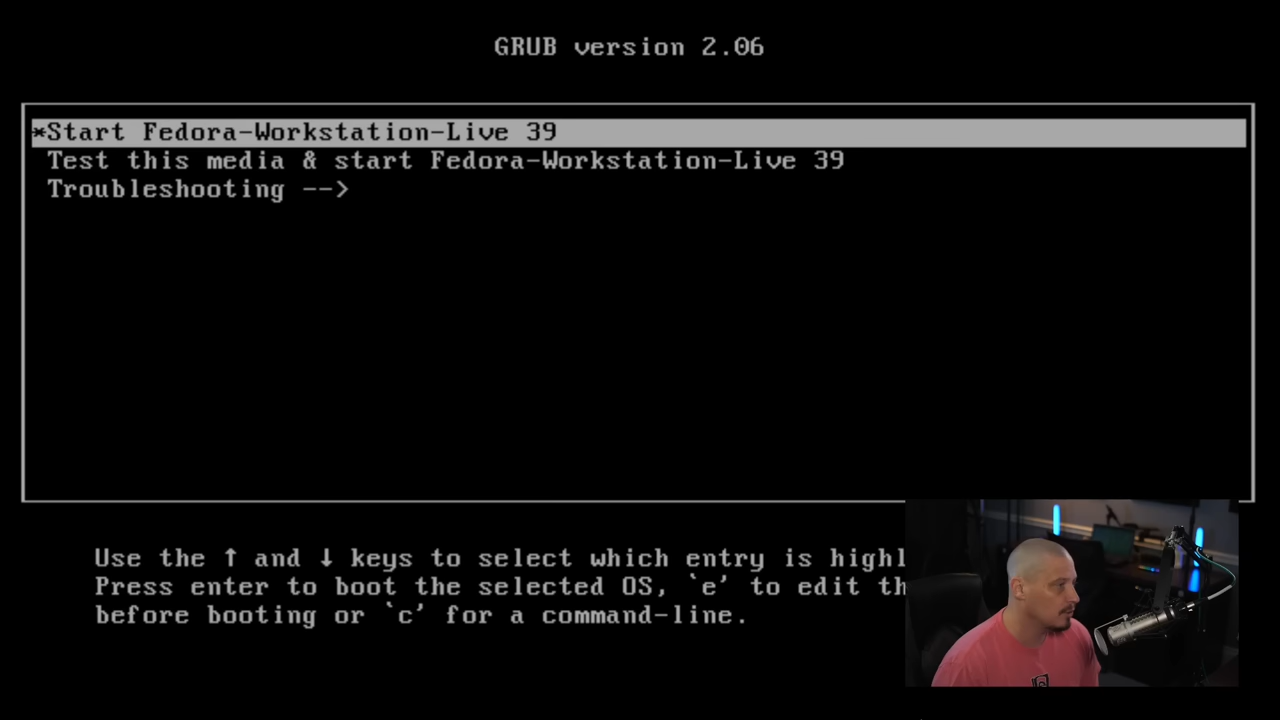 GRUB version 2.06
*Start Fedora-Workstation-Live 39
Test this media & start Fedora-Workstation-Live 39
Troubleshooting -->
Use the ↑ and ↓ keys to select which entry is
Press enter to boot the selected OS, `e' to edit
before booting or `c' for a command-line.